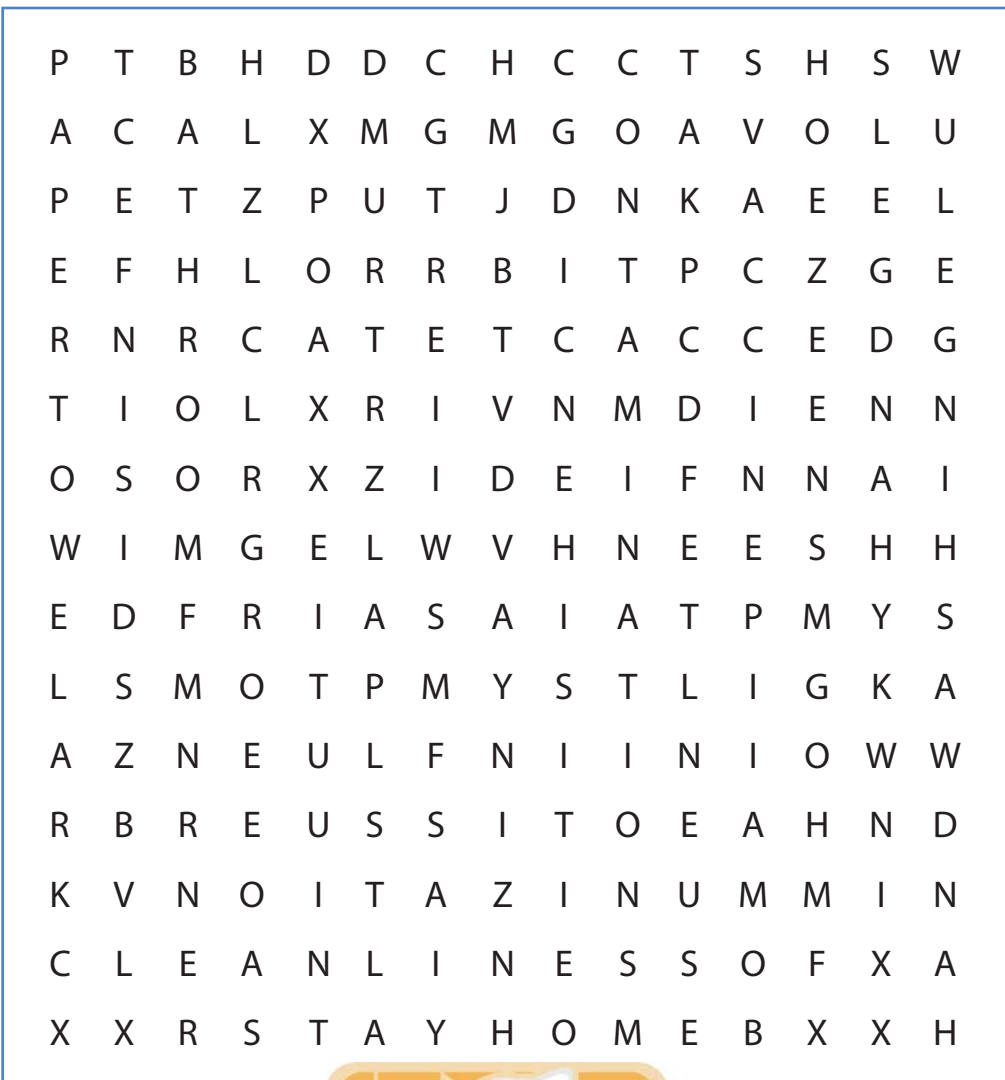 P T B H D D C H C C T S H S W
A C A L X M G M G O A V O L U
P E T Z P U T J D N K A E E L
E F H L O R R B I T P C Z G E
R N R C A T E T C A C C E D G
T I O L X R I V N M D I E N N
O S O R X Z I D E I F N N A I
W I M G E L W V H N E E S H H
E D F R I A S A I A T P M Y S
L S M O T P M Y S T L I G K A
A Z N E U L F N I I N I O W W
R B R E U S S I T O E A H N D
K V N O I T A Z I N U M M I N
C L E A N L I N E S S O F X A
X X R S T A Y H O M E B X X H